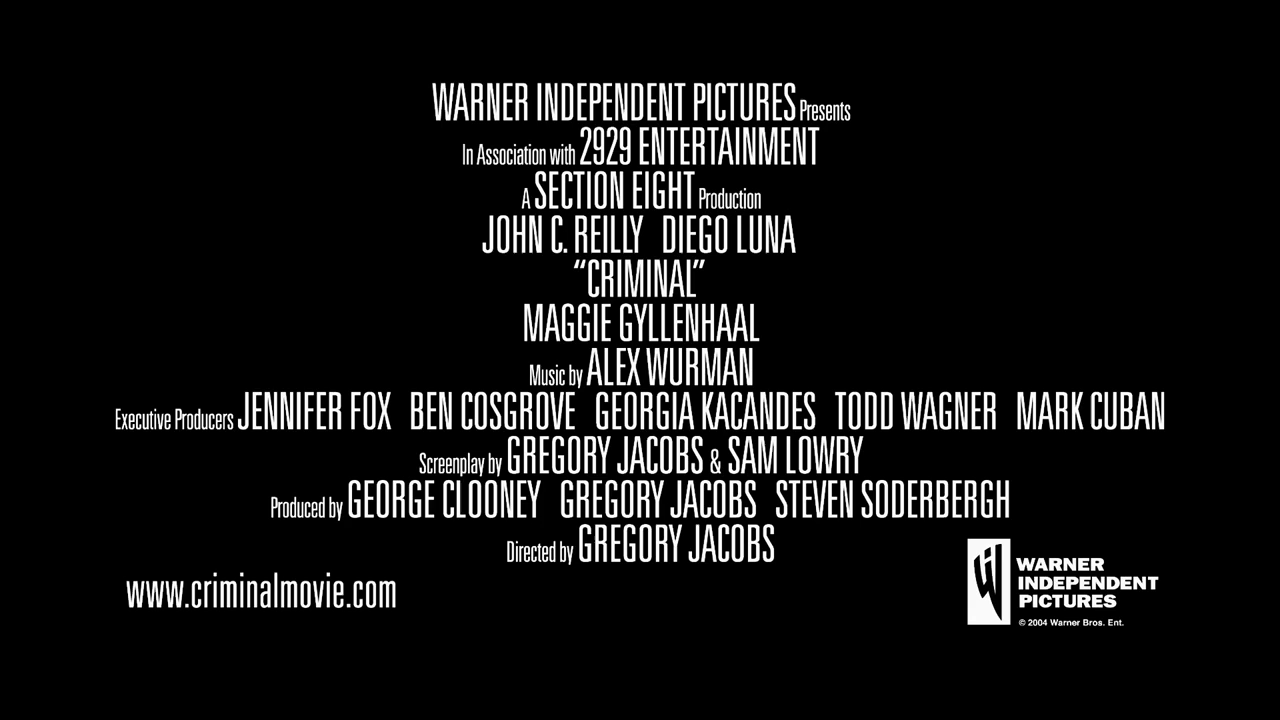 WARNER INDEPENDENT PICTURES Presents
In Association with 2929 ENTERTAINMENT
A SECTION EIGHT Production
JOHN C. REILLY DIEGO LUNA
“CRIMINAL”
MAGGIE GYLLENHAAL
Music by ALEX WURMAN
Executive Producers JENNIFER FOX BEN COSGROVE GEORGIA KACANDES TODD WAGNER MARK CUBAN
Screenplay by GREGORY JACOBS & SAM LOWRY
Produced by GEORGE CLOONEY GREGORY JACOBS STEVEN SODERBERGH
Directed by GREGORY JACOBS
www.criminalmovie.com
WARNER
INDEPENDENT
PICTURES
© 2004 Warner Bros. Ent.